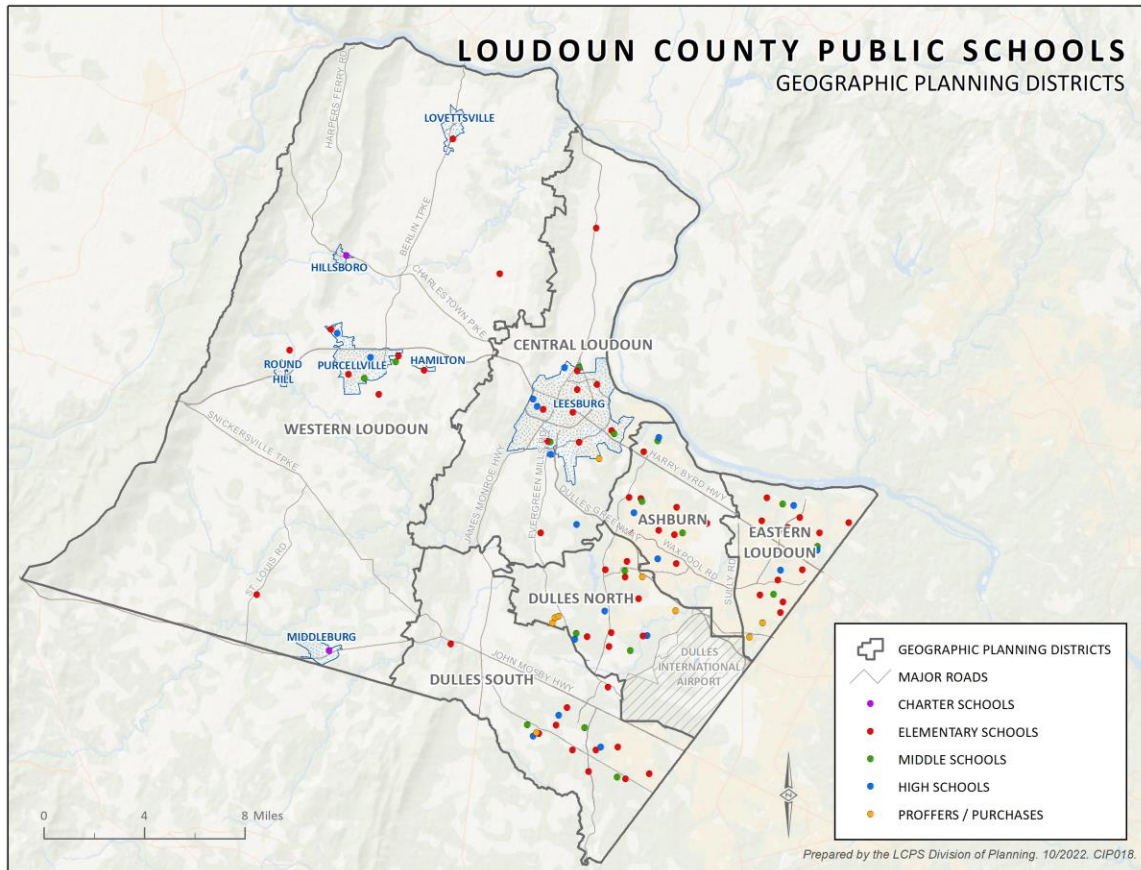 LOUDOUN COUNTY PUBLIC SCHOOLS
GEOGRAPHIC PLANNING DISTRICTS
HARPERS FERRY RD
LOVETTSVILLE
BERLIN TPKE
HILLSBORO
CHARLESTOWN PIKE
CENTRAL LOUDOUN
ROUND
HILL
PURCELLVILLE
HAMILTON
LEESBURG
SNICKERSVILLE TPKE
WESTERN LOUDOUN
JAMES MONROE HWY
EVERGREEN MILLS RD
HARRY BYRD HWY
DULLES GREENWAY
ASHBURN
WAXPOOL RD
EASTERN
LOUDOUN
SULLY RD
ST. LOUIS RD
DULLES NORTH
MIDDLEBURG
DULLES
INTERNATIONAL
AIRPORT
JOHN MOSBY HWY
DULLES SOUTH
GEOGRAPHIC PLANNING DISTRICTS
MAJOR ROADS
CHARTER SCHOOLS
ELEMENTARY SCHOOLS
MIDDLE SCHOOLS
HIGH SCHOOLS
PROFFERS / PURCHASES
N
0 4 8 Miles
Prepared by the LCPS Division of Planning. 10/2022. CIP018.